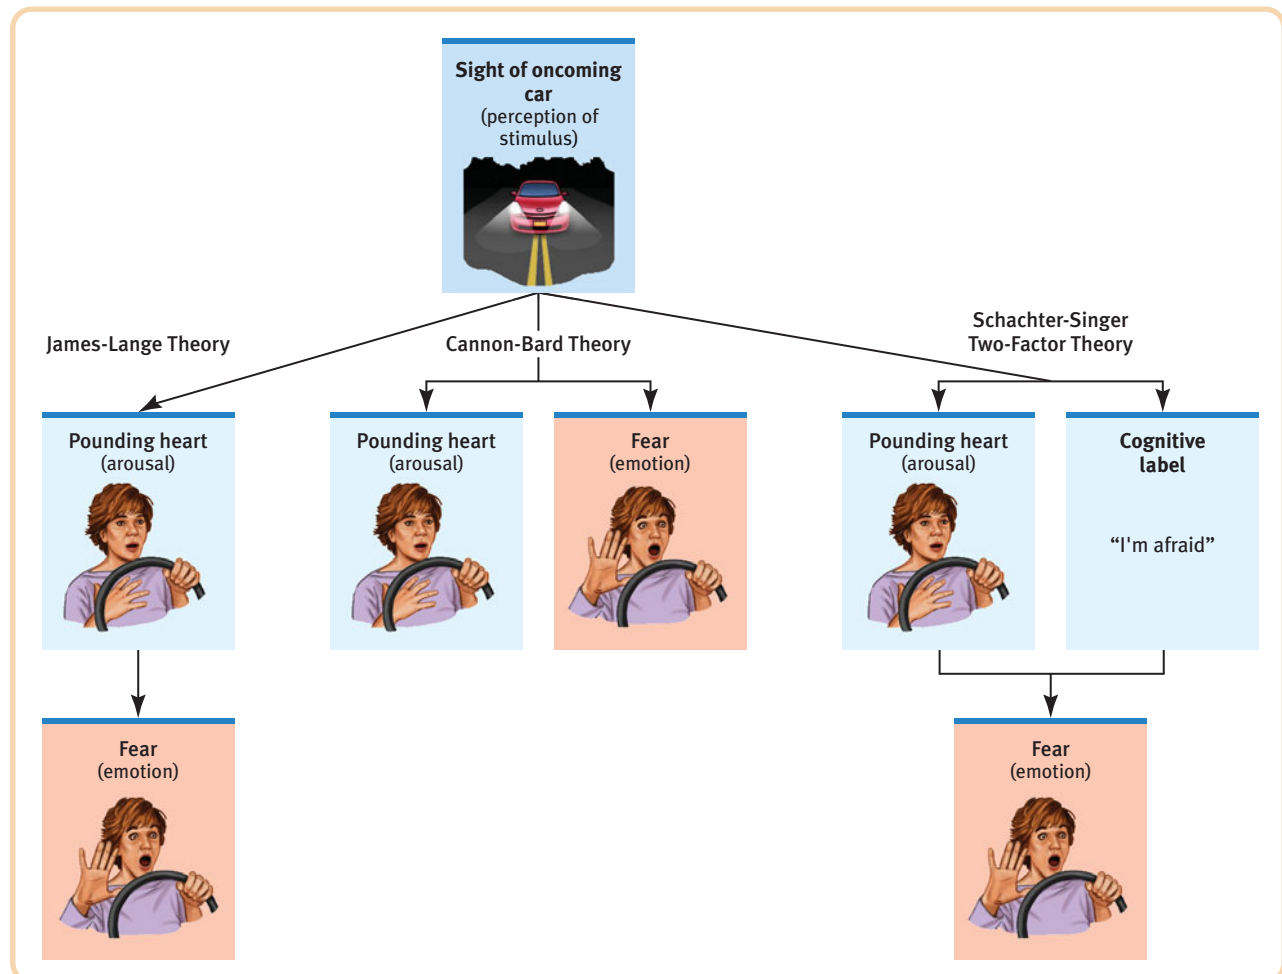 Sight of oncoming
car
(perception of
stimulus)
James-Lange Theory
Cannon-Bard Theory
Schachter-Singer
Two-Factor Theory
Pounding heart
(arousal)
Pounding heart
(arousal)
Fear
(emotion)
Pounding heart
(arousal)
Cognitive
label
“I'm afraid”
Fear
(emotion)
Fear
(emotion)